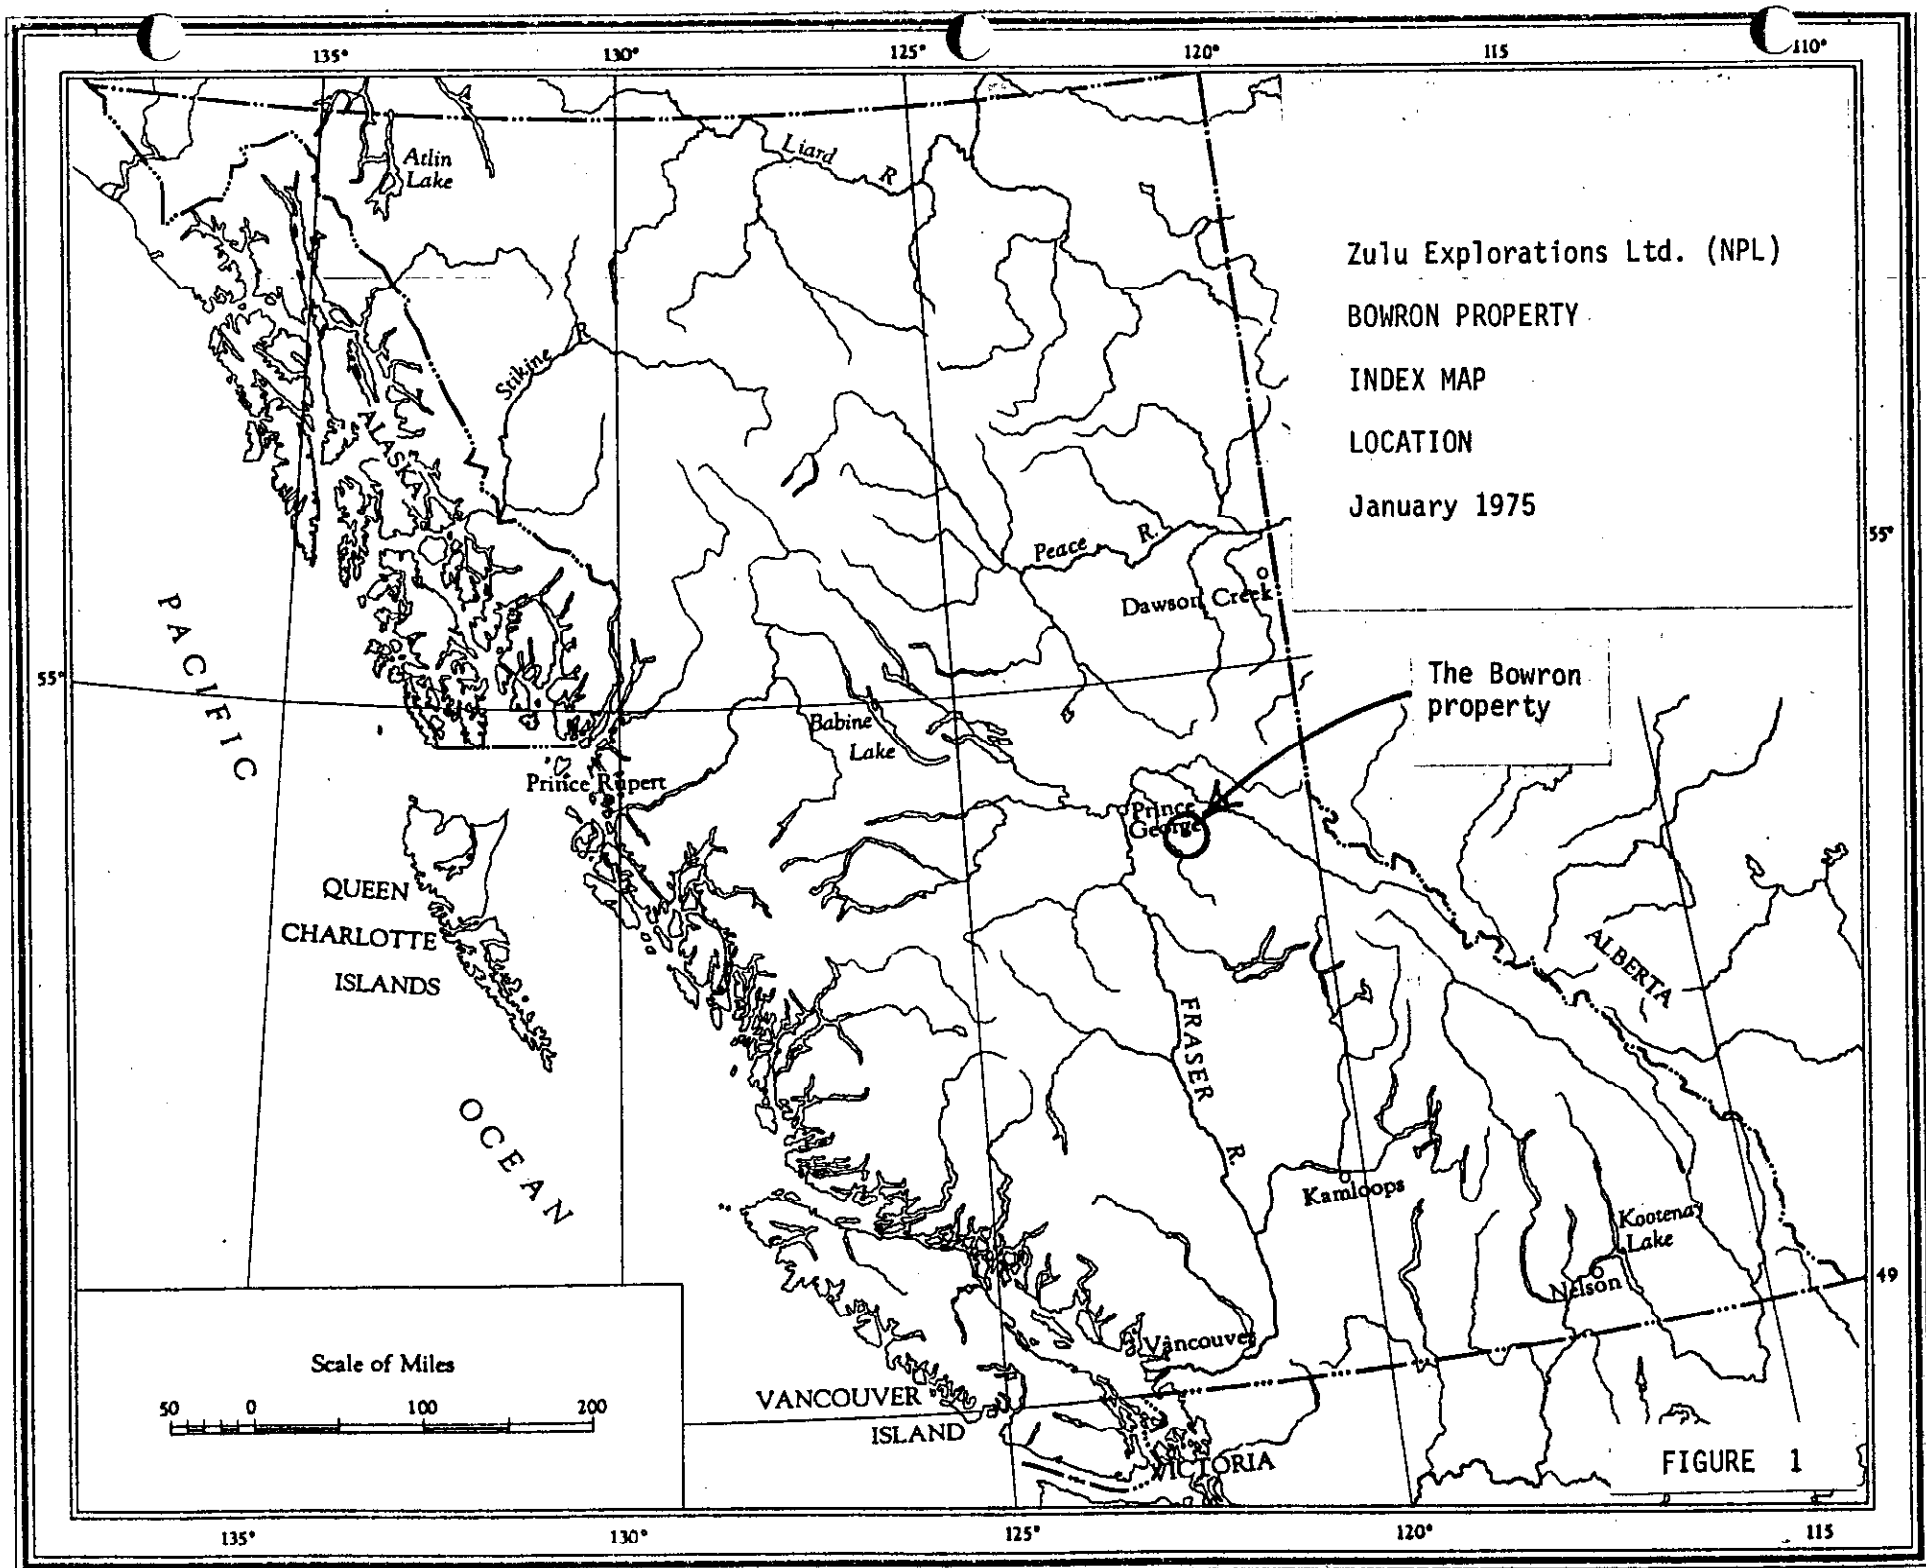 135°
130°
125°
120°
115
110°
Atlin
Lake
Liard
R
Zulu Explorations Ltd. (NPL)
BOWRON PROPERTY
INDEX MAP
LOCATION
January 1975
Stikine
ALASKA
Peace
R.
55°
Dawson Creek
55°
PACIFIC
The Bowron
property
Babine
Lake
Prince Rupert
Prince
George
QUEEN
CHARLOTTE
ISLANDS
ALBERTA
FRASER
R.
OCEAN
Kamloops
Kootenay
Lake
Nelson
49
Vancouver
Scale of Miles
50 0 100 200
VANCOUVER
ISLAND
VICTORIA
FIGURE 1
135°
130°
125°
120°
115